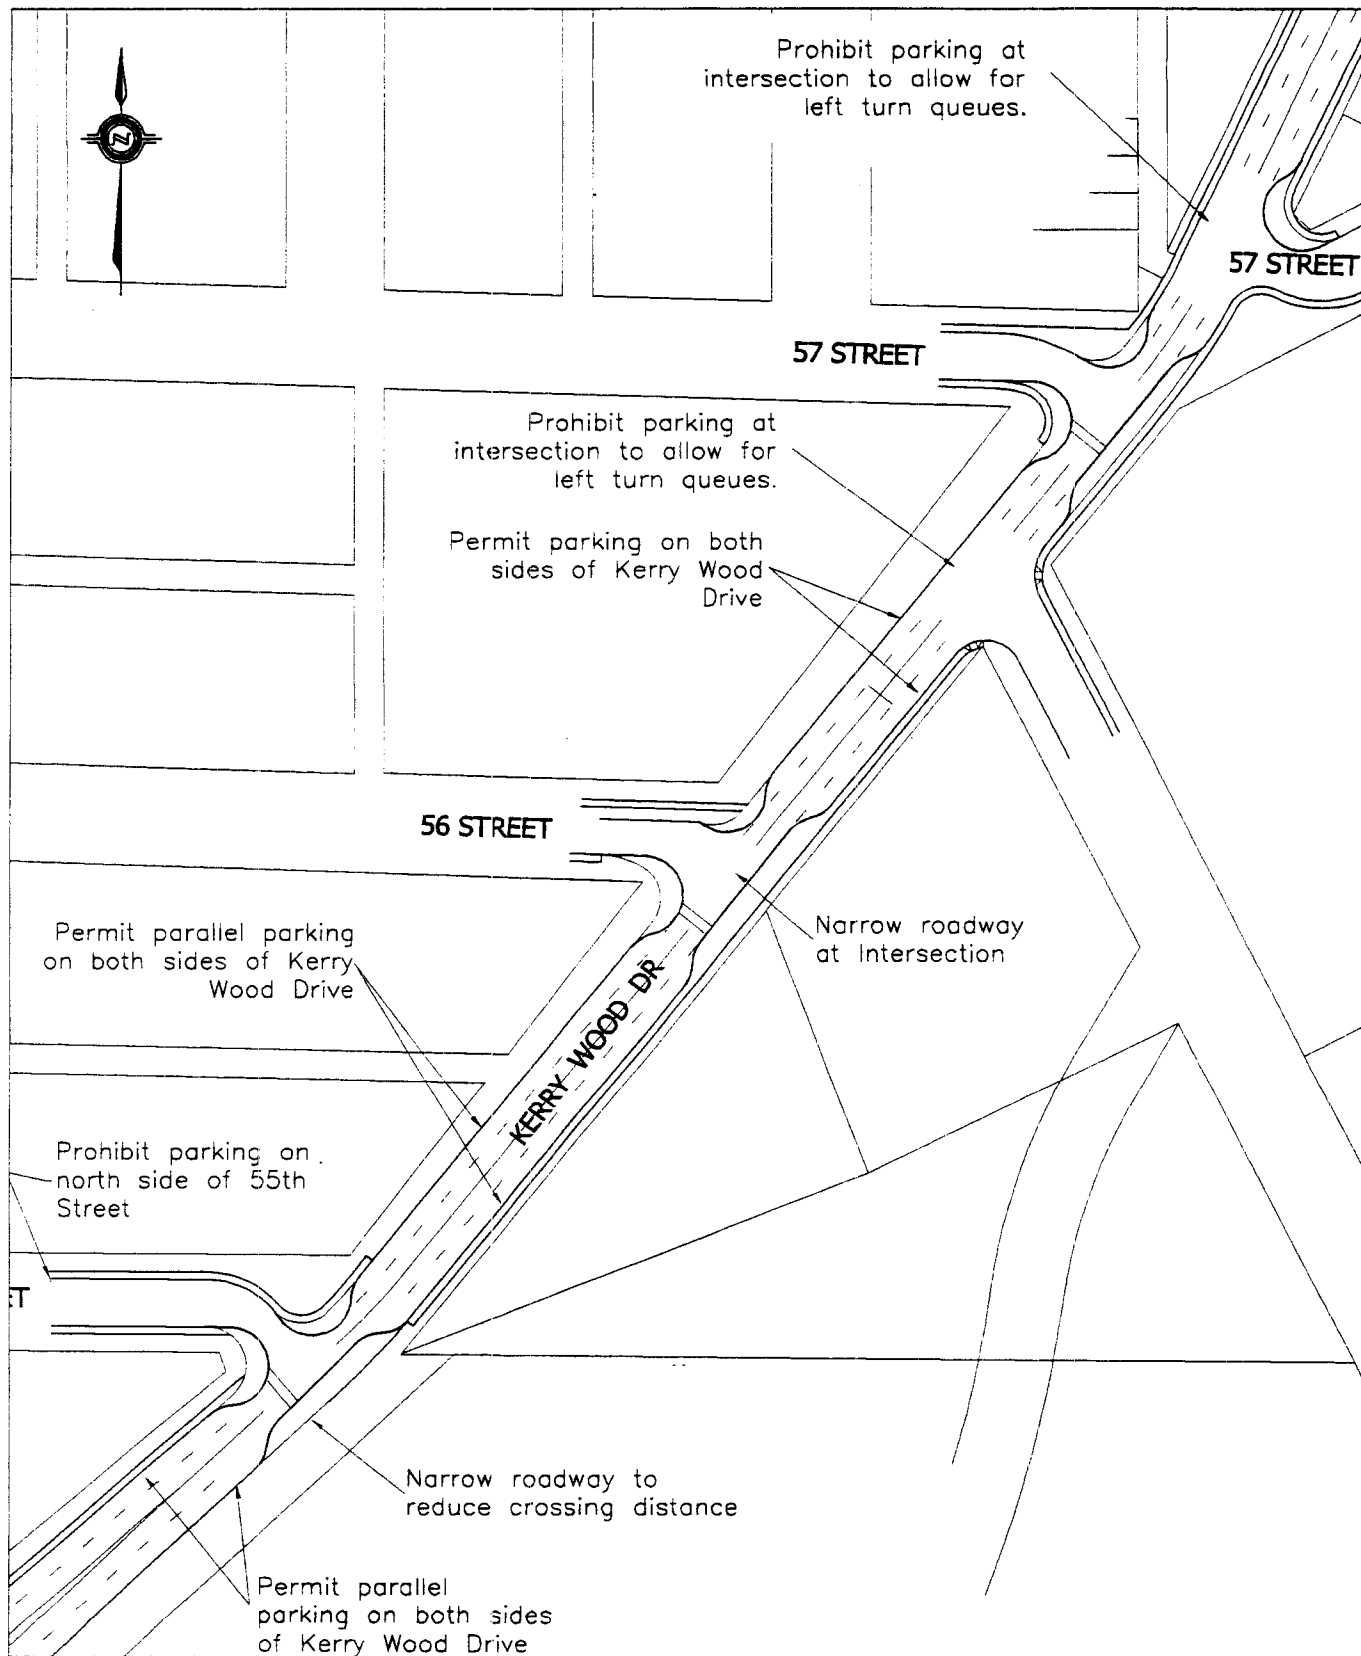 Prohibit parking at
intersection to allow for
left turn queues.
Z
57 STREET
57 STREET
Prohibit parking at
intersection to allow for
left turn queues.
Permit parking on both
sides of Kerry Wood
Drive
56 STREET
Narrow roadway
at Intersection
Permit parallel parking
on both sides of Kerry
Wood Drive
KERRY WOOD DR
Prohibit parking on
north side of 55th
Street
ET
Narrow roadway to
reduce crossing distance
Permit parallel
parking on both sides
of Kerry Wood Drive